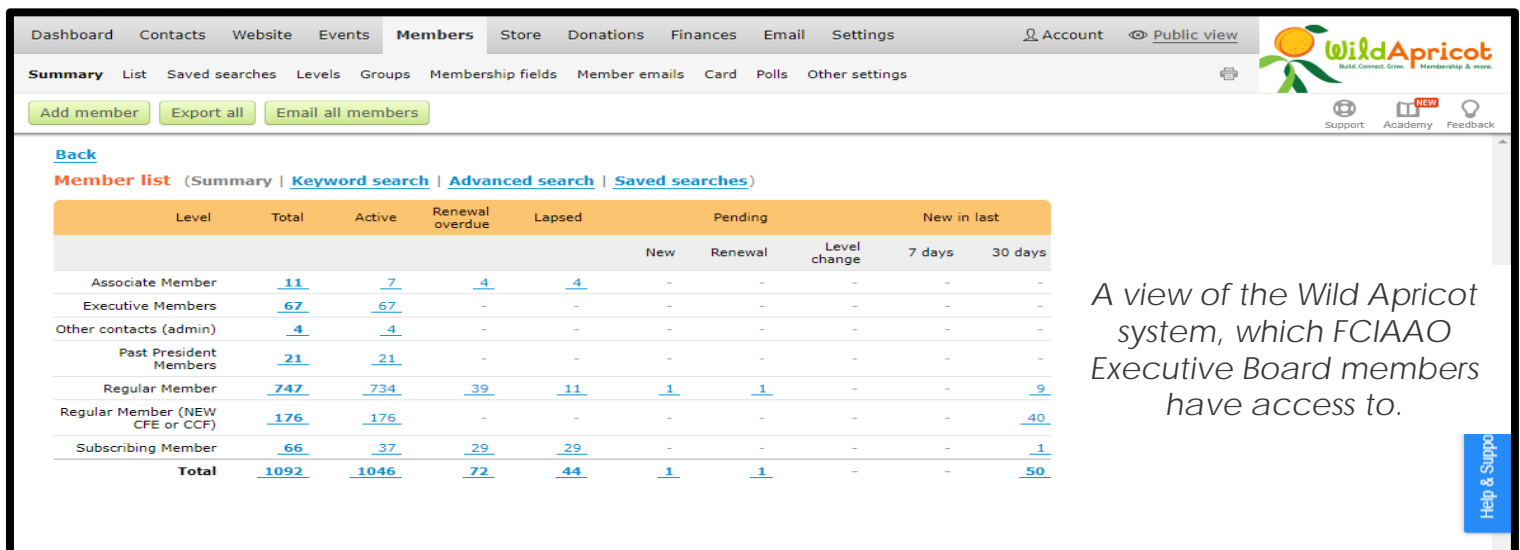 Dashboard Contacts Website Events Members Store Donations Finances Email Settings Account Public view
WildApricot
Build. Connect. Grow. Membership & more.
Summary List Saved searches Levels Groups Membership fields Member emails Card Polls Other settings
Add member Export all Email all members
NEW
Support Academy Feedback
Back
Member list (Summary | Keyword search | Advanced search | Saved searches)
Level Total Active Renewal overdue Lapsed Pending New in last
New Renewal Level change 7 days 30 days
Associate Member 11 7 4 4 - - - - -
Executive Members 67 67 - - - - - - -
Other contacts (admin) 4 4 - - - - - - -
Past President Members 21 21 - - - - - - -
Regular Member 747 734 39 11 1 1 - - 9
Regular Member (NEW CFE or CCF) 176 176 - - - - - - 40
Subscribing Member 66 37 29 29 - - - - 1
Total 1092 1046 72 44 1 1 - - 50
A view of the Wild Apricot
system, which FCIAAO
Executive Board members
have access to.
Help & Suppo